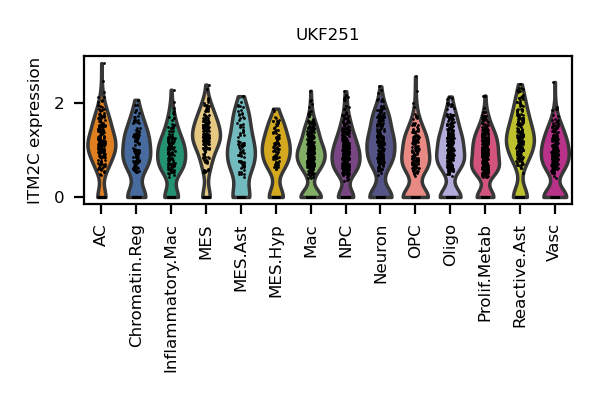 UKF251
ITM2C expression
2
0
AC
Chromatin.Reg
Inflammatory.Mac
MES
MES.Ast
MES.Hyp
Mac
NPC
Neuron
OPC
Oligo
Prolif.Metab
Reactive.Ast
Vasc